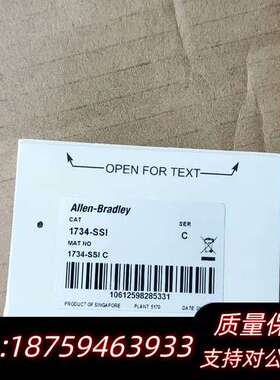 OPEN FOR TEXT
Allen-Bradley
CAT
SER
1734-SSI
C
MAT NO
1734-SSI C
10612598285331
PRODUCT OF SINGAPORE PLANT 5170 DATE
质量保
:18759463933
支持对公